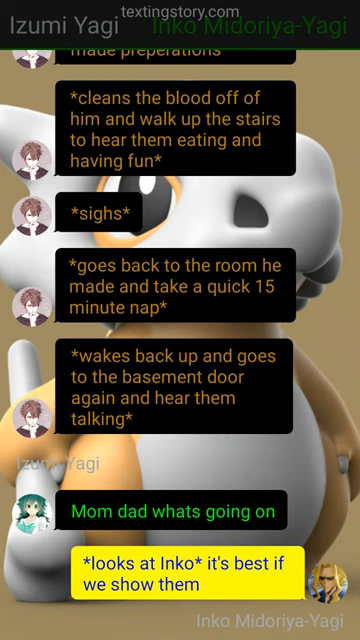 textingstory.com
Izumi Yagi
Inko Midoriya-Yagi
made preperations*
*cleans the blood off of
him and walk up the stairs
to hear them eating and
having fun*
*sighs*
*goes back to the room he
made and take a quick 15
minute nap*
*wakes back up and goes
to the basement door
again and hear them
talking*
Izumi Yagi
Mom dad whats going on
*looks at Inko* it's best if
we show them
Inko Midoriya-Yagi